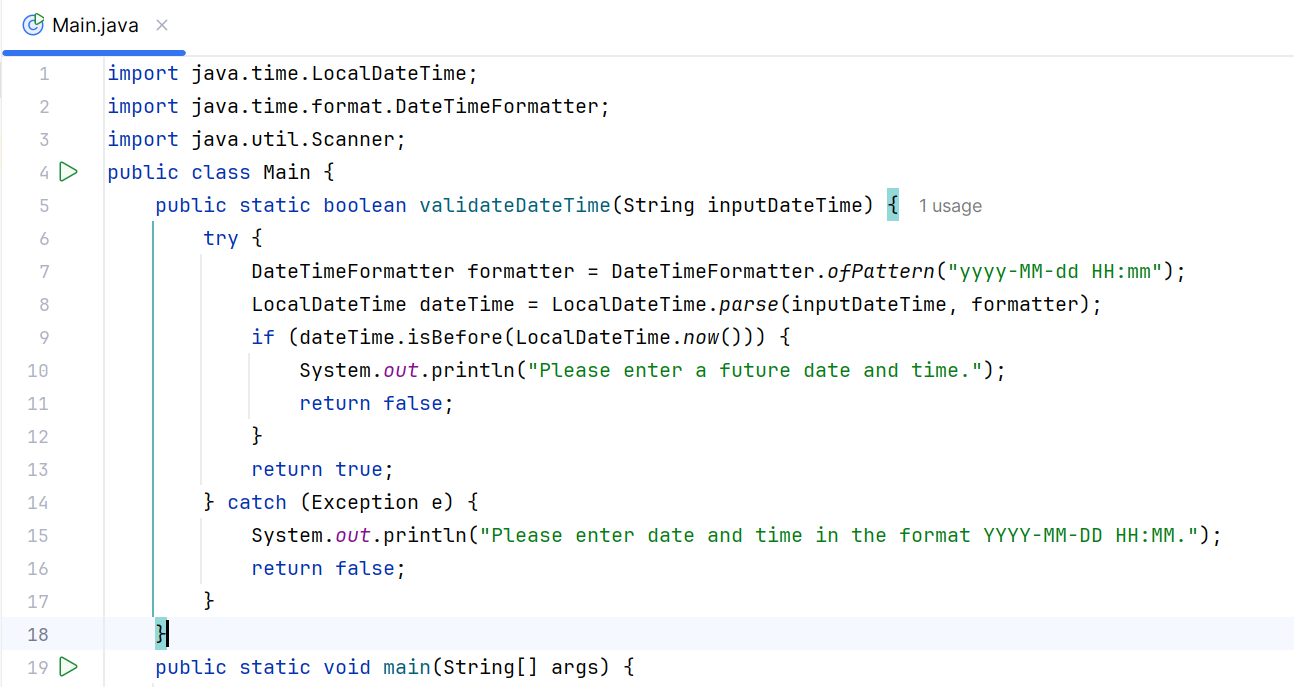 Main.java
1 import java.time.LocalDateTime;
2 import java.time.format.DateTimeFormatter;
3 import java.util.Scanner;
4 public class Main {
5     public static boolean validateDateTime(String inputDateTime) { 1 usage
6         try {
7             DateTimeFormatter formatter = DateTimeFormatter.ofPattern("yyyy-MM-dd HH:mm");
8             LocalDateTime dateTime = LocalDateTime.parse(inputDateTime, formatter);
9             if (dateTime.isBefore(LocalDateTime.now())) {
10                 System.out.println("Please enter a future date and time.");
11                 return false;
12             }
13             return true;
14         } catch (Exception e) {
15             System.out.println("Please enter date and time in the format YYYY-MM-DD HH:MM.");
16             return false;
17         }
18     }
19     public static void main(String[] args) {